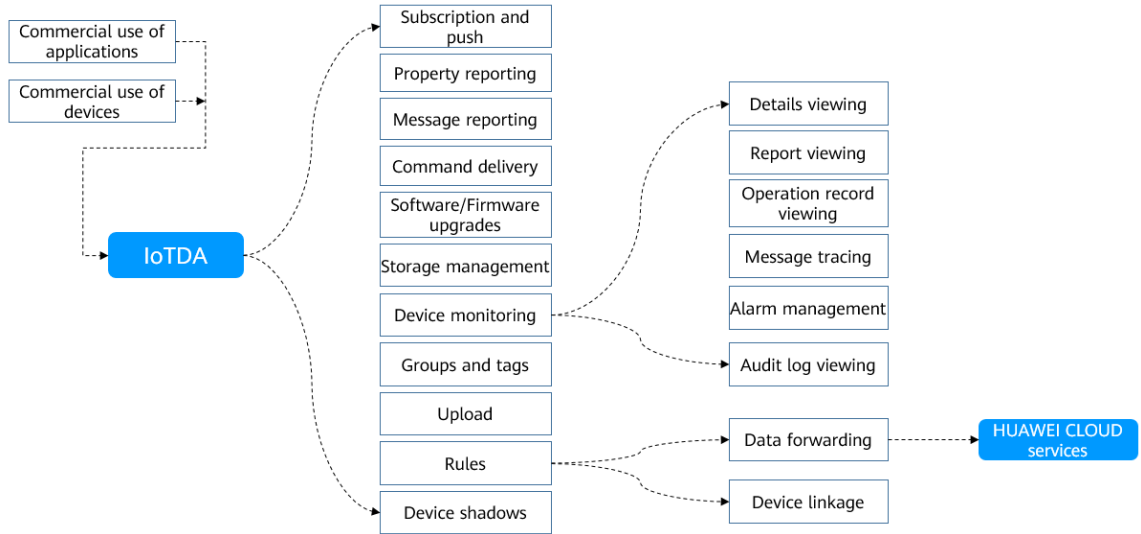 Commercial use of
applications
Commercial use of
devices
IoTDA
Subscription and
push
Property reporting
Message reporting
Command delivery
Software/Firmware
upgrades
Storage management
Device monitoring
Groups and tags
Upload
Rules
Device shadows
Details viewing
Report viewing
Operation record
viewing
Message tracing
Alarm management
Audit log viewing
Data forwarding
Device linkage
HUAWEI CLOUD
services